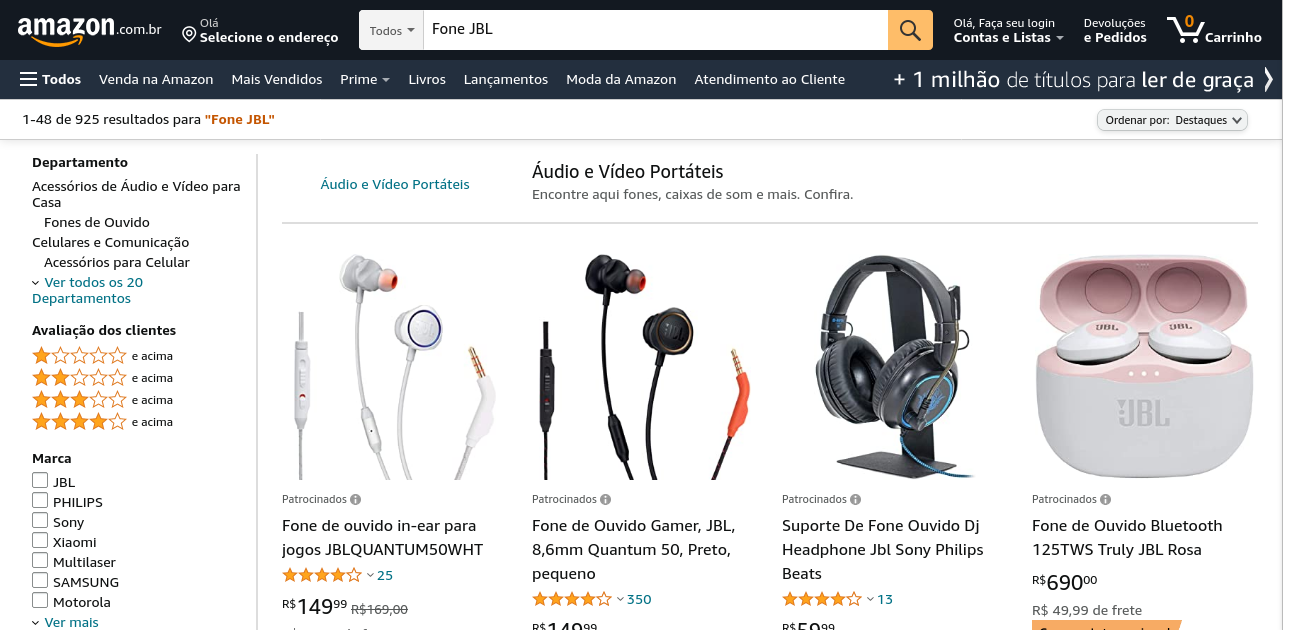 amazon.com.br
Olá
Selecione o endereço
Todos
Fone JBL
Olá, Faça seu login
Contas e Listas
Devoluções
e Pedidos
0
Carrinho
Todos
Venda na Amazon
Mais Vendidos
Prime
Livros
Lançamentos
Moda da Amazon
Atendimento ao Cliente
+ 1 milhão de títulos para ler de graça
1-48 de 925 resultados para "Fone JBL"
Ordenar por: Destaques
Departamento
Acessórios de Áudio e Vídeo para
Casa
Fones de Ouvido
Celulares e Comunicação
Acessórios para Celular
Ver todos os 20
Departamentos
Avaliação dos clientes
e acima
e acima
e acima
e acima
Marca
JBL
PHILIPS
Sony
Xiaomi
Multilaser
SAMSUNG
Motorola
Ver mais
Áudio e Vídeo Portáteis
Áudio e Vídeo Portáteis
Encontre aqui fones, caixas de som e mais. Confira.
Patrocinados
Fone de ouvido in-ear para
jogos JBLQUANTUM50WHT
25
R$14999 R$169,00
Patrocinados
Fone de Ouvido Gamer, JBL,
8,6mm Quantum 50, Preto,
pequeno
350
R$14999
Patrocinados
Suporte De Fone Ouvido Dj
Headphone Jbl Sony Philips
Beats
13
R$5999
JBL
JBL
JBL
Patrocinados
Fone de Ouvido Bluetooth
125TWS Truly JBL Rosa
R$69000
R$ 49,99 de frete